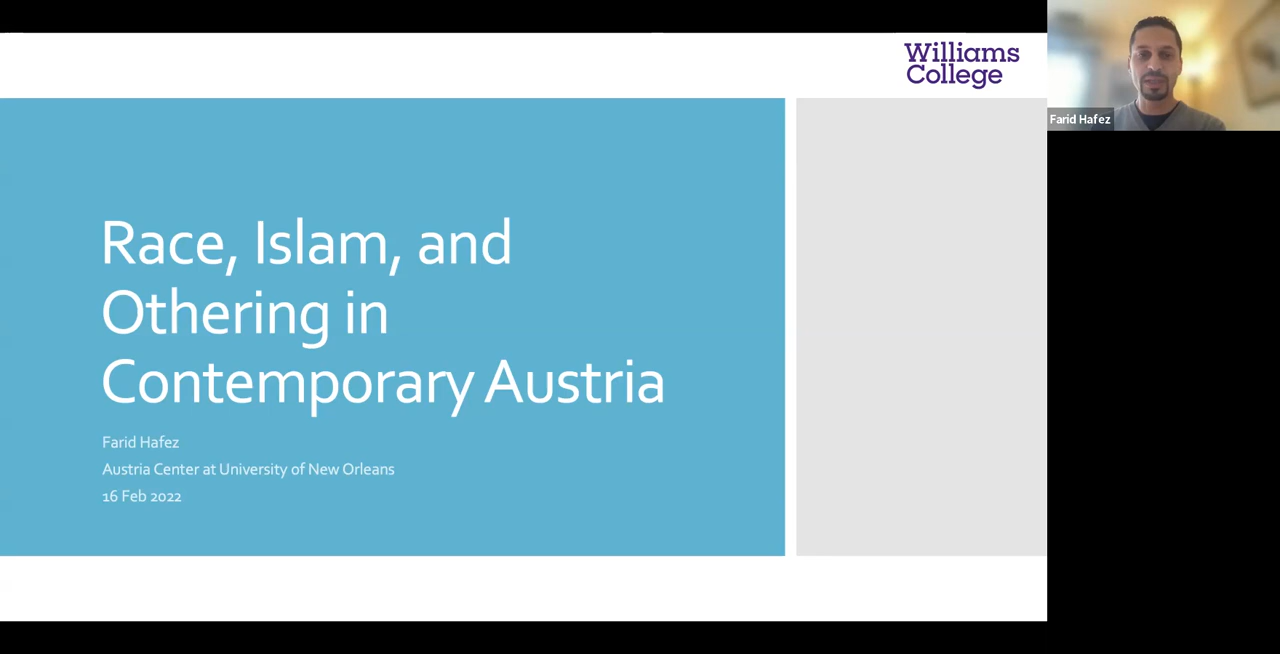 Williams
College
Race, Islam, and
Othering in
Contemporary Austria
Farid Hafez
Austria Center at University of New Orleans
16 Feb 2022
Farid Hafez